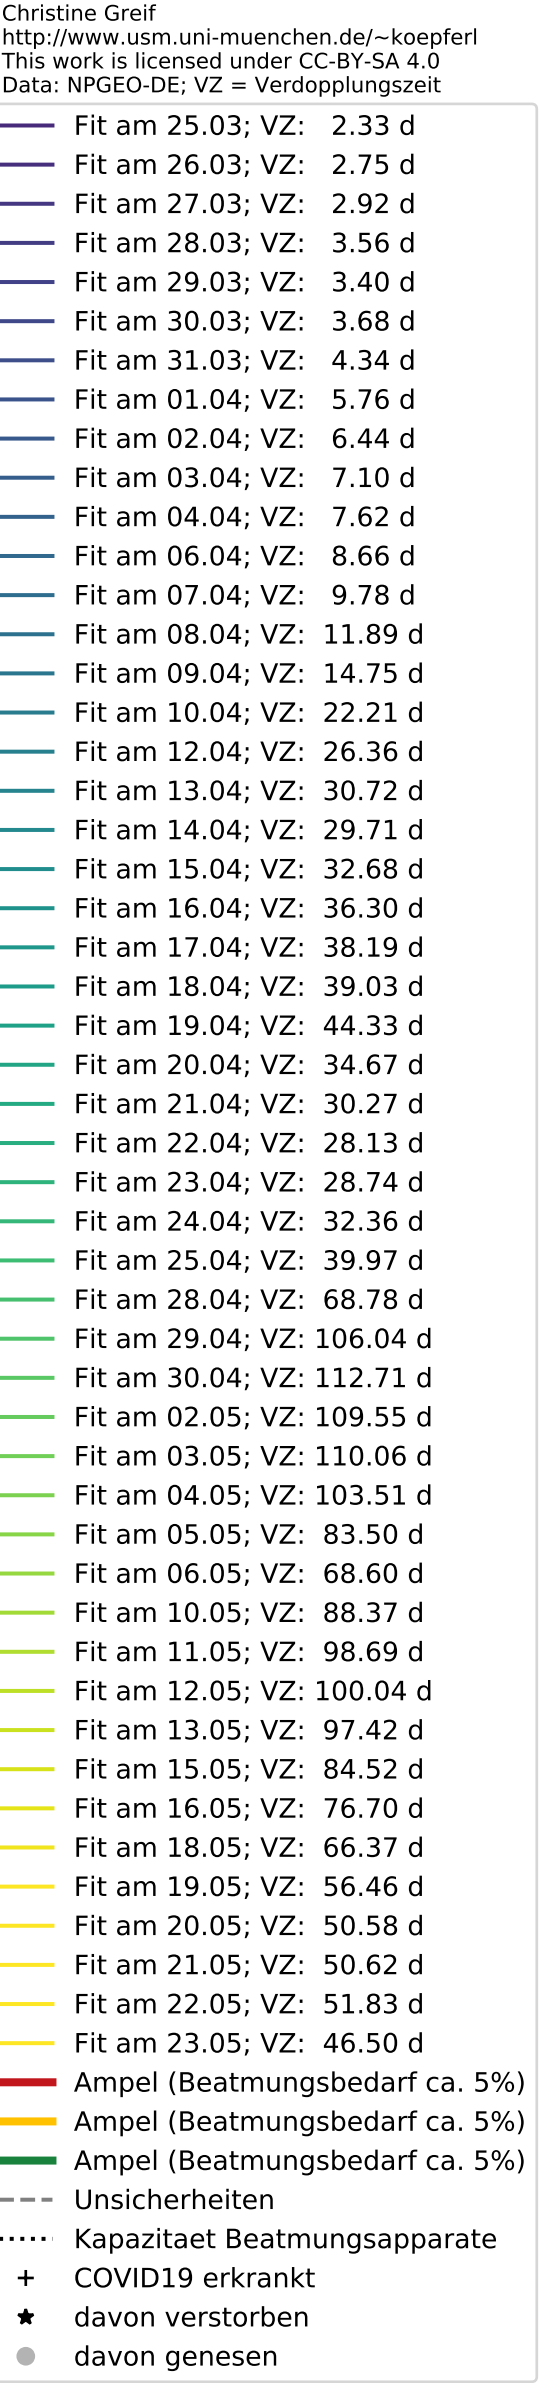 Christine Greif
http://www.usm.uni-muenchen.de/~koepferl
This work is licensed under CC-BY-SA 4.0
Data: NPGEO-DE; VZ = Verdopplungszeit
Fit am 25.03; VZ: 2.33 d
Fit am 26.03; VZ: 2.75 d
Fit am 27.03; VZ: 2.92 d
Fit am 28.03; VZ: 3.56 d
Fit am 29.03; VZ: 3.40 d
Fit am 30.03; VZ: 3.68 d
Fit am 31.03; VZ: 4.34 d
Fit am 01.04; VZ: 5.76 d
Fit am 02.04; VZ: 6.44 d
Fit am 03.04; VZ: 7.10 d
Fit am 04.04; VZ: 7.62 d
Fit am 06.04; VZ: 8.66 d
Fit am 07.04; VZ: 9.78 d
Fit am 08.04; VZ: 11.89 d
Fit am 09.04; VZ: 14.75 d
Fit am 10.04; VZ: 22.21 d
Fit am 12.04; VZ: 26.36 d
Fit am 13.04; VZ: 30.72 d
Fit am 14.04; VZ: 29.71 d
Fit am 15.04; VZ: 32.68 d
Fit am 16.04; VZ: 36.30 d
Fit am 17.04; VZ: 38.19 d
Fit am 18.04; VZ: 39.03 d
Fit am 19.04; VZ: 44.33 d
Fit am 20.04; VZ: 34.67 d
Fit am 21.04; VZ: 30.27 d
Fit am 22.04; VZ: 28.13 d
Fit am 23.04; VZ: 28.74 d
Fit am 24.04; VZ: 32.36 d
Fit am 25.04; VZ: 39.97 d
Fit am 28.04; VZ: 68.78 d
Fit am 29.04; VZ: 106.04 d
Fit am 30.04; VZ: 112.71 d
Fit am 02.05; VZ: 109.55 d
Fit am 03.05; VZ: 110.06 d
Fit am 04.05; VZ: 103.51 d
Fit am 05.05; VZ: 83.50 d
Fit am 06.05; VZ: 68.60 d
Fit am 10.05; VZ: 88.37 d
Fit am 11.05; VZ: 98.69 d
Fit am 12.05; VZ: 100.04 d
Fit am 13.05; VZ: 97.42 d
Fit am 15.05; VZ: 84.52 d
Fit am 16.05; VZ: 76.70 d
Fit am 18.05; VZ: 66.37 d
Fit am 19.05; VZ: 56.46 d
Fit am 20.05; VZ: 50.58 d
Fit am 21.05; VZ: 50.62 d
Fit am 22.05; VZ: 51.83 d
Fit am 23.05; VZ: 46.50 d
Ampel (Beatmungsbedarf ca. 5%)
Ampel (Beatmungsbedarf ca. 5%)
Ampel (Beatmungsbedarf ca. 5%)
Unsicherheiten
Kapazitaet Beatmungsapparate
COVID19 erkrankt
davon verstorben
davon genesen